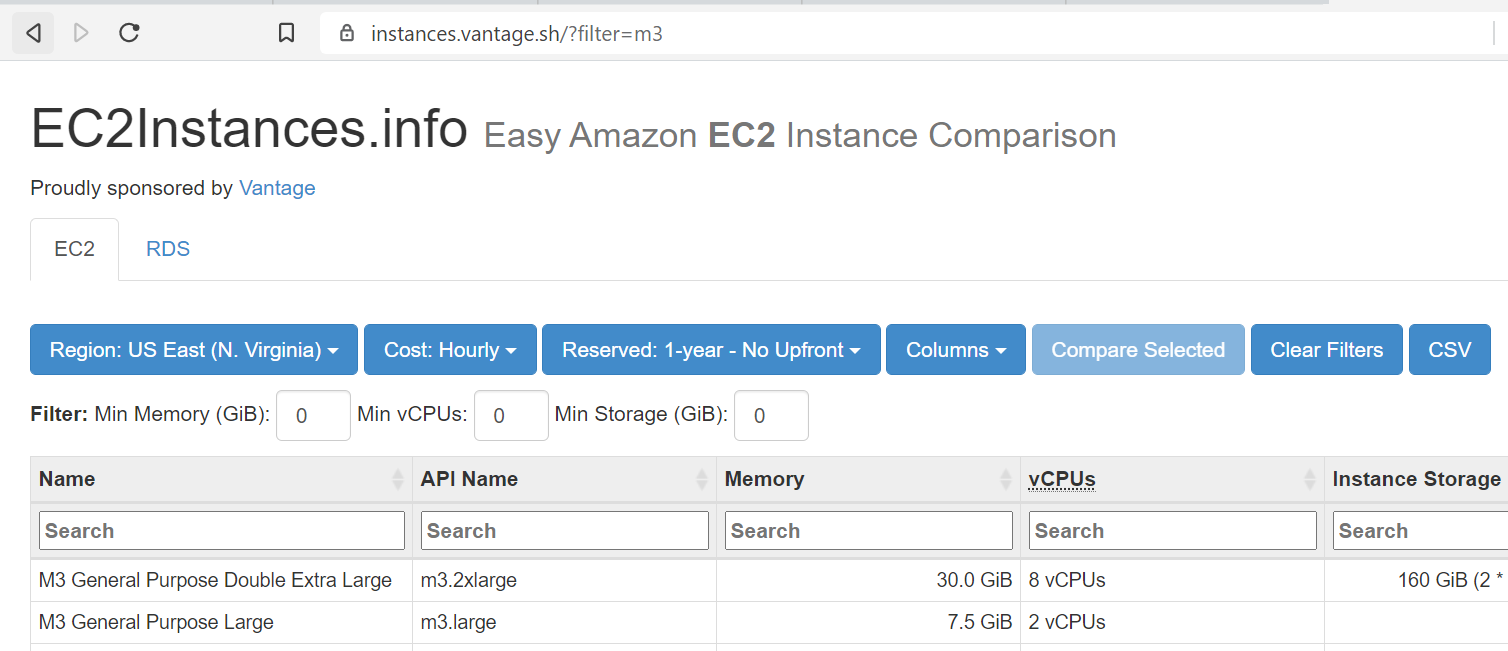 instances.vantage.sh/?filter=m3
EC2Instances.info Easy Amazon EC2 Instance Comparison
Proudly sponsored by Vantage
EC2 RDS
Region: US East (N. Virginia) Cost: Hourly Reserved: 1-year - No Upfront Columns Compare Selected Clear Filters CSV
Filter: Min Memory (GiB): 0 Min vCPUs: 0 Min Storage (GiB): 0
Name API Name Memory vCPUs Instance Storage
Search Search Search Search Search
M3 General Purpose Double Extra Large m3.2xlarge 30.0 GiB 8 vCPUs 160 GiB (2 *
M3 General Purpose Large m3.large 7.5 GiB 2 vCPUs